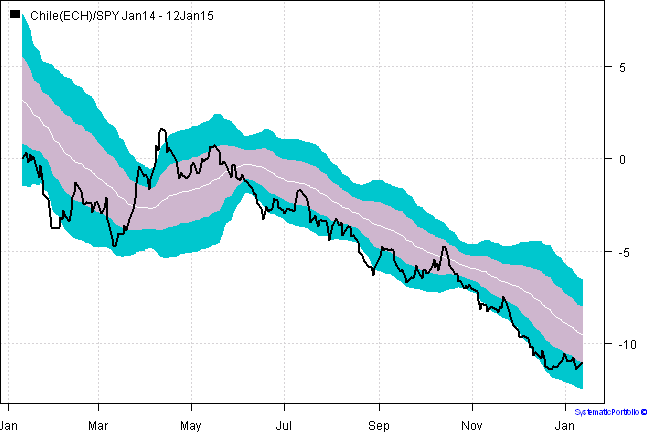 Chile(ECH)/SPY Jan14 - 12Jan15
5
0
-5
-10
Jan Mar May Jul Sep Nov Jan
SystematicPortfolio ©